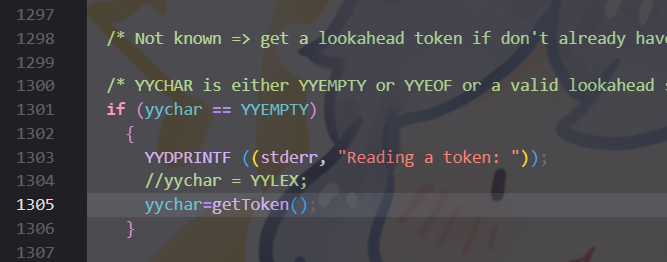 1297
1298 /* Not known => get a lookahead token if don't already hav
1299
1300 /* YYCHAR is either YYEMPTY or YYEOF or a valid lookahead
1301 if (yychar == YYEMPTY)
1302 {
1303 YYDPRINTF ((stderr, "Reading a token: "));
1304 //yychar = YYLEX;
1305 yychar=getToken();
1306 }
1307